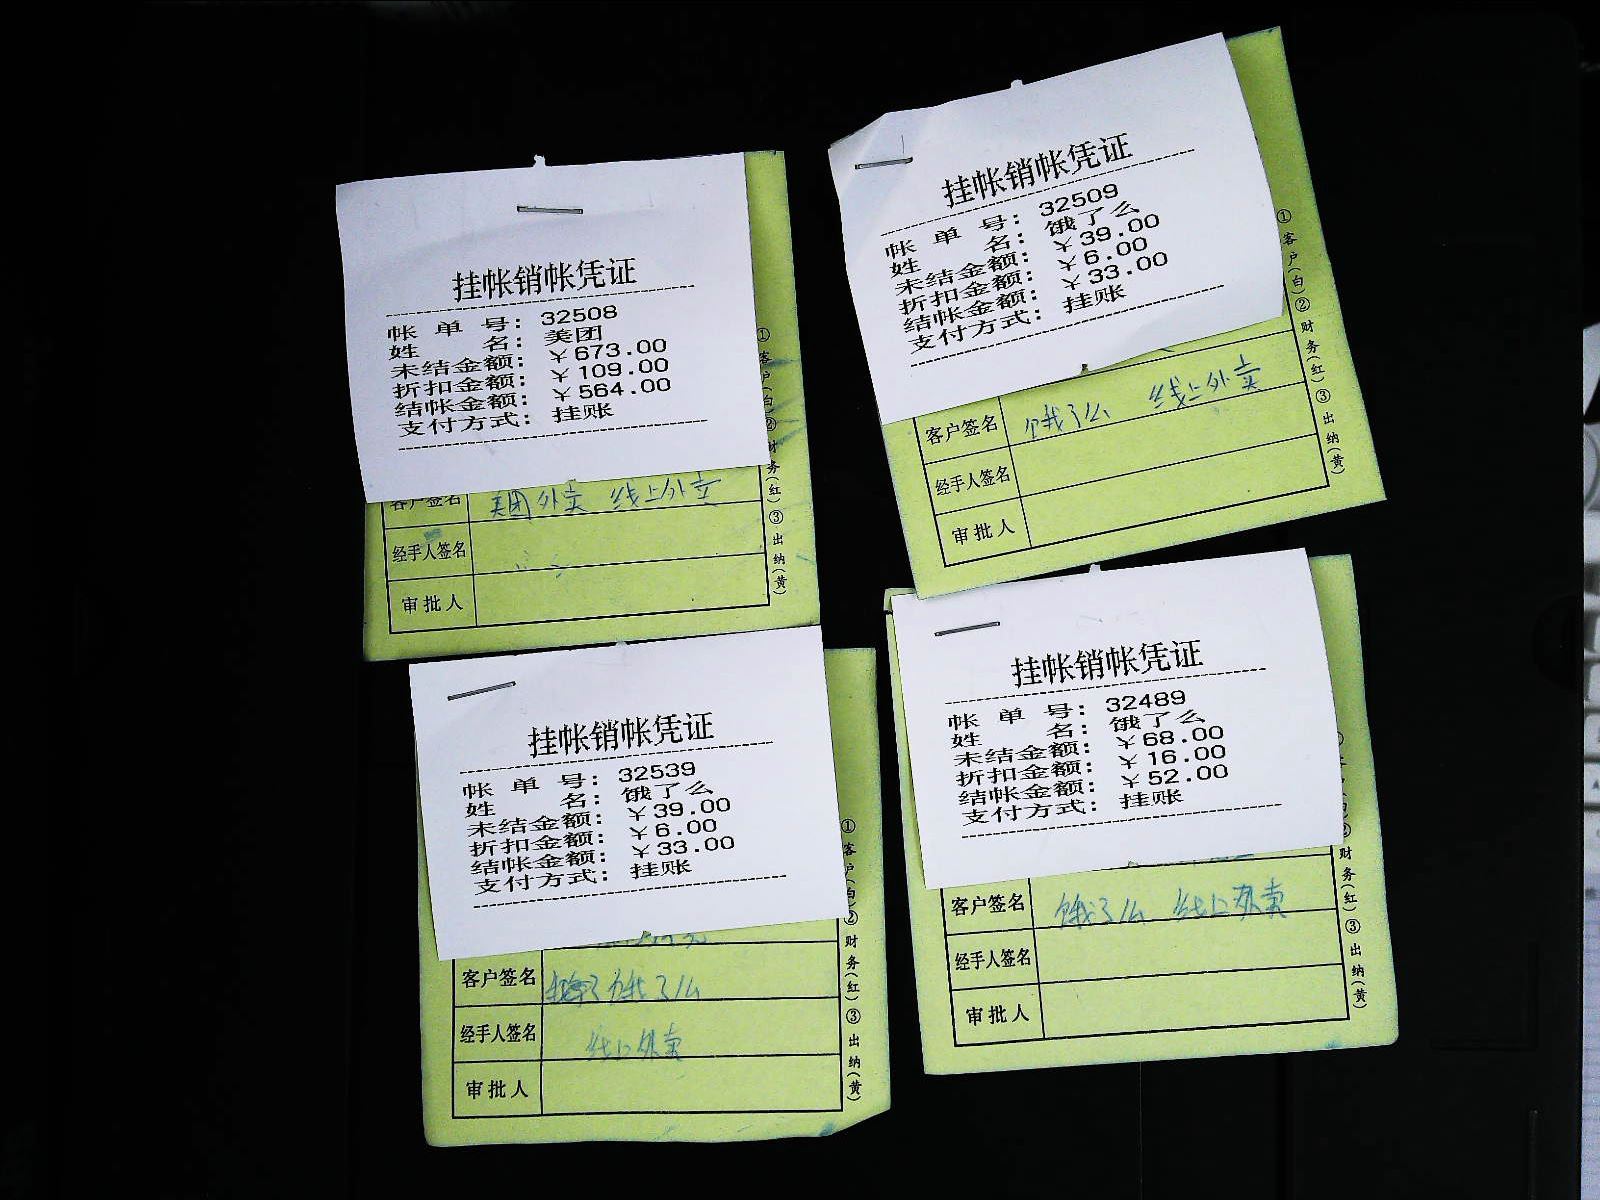 挂帐销帐凭证
帐 单 号：32508
姓 名：美团
未结金额：￥673.00
折扣金额：￥109.00
结帐金额：￥564.00
支付方式：挂账
客户签名 美团外卖 线上外卖
经手人签名
审批人
①客户(白)②财务(红)③出纳(黄)
挂帐销帐凭证
帐 单 号：32509
姓 名：饿了么
未结金额：￥39.00
折扣金额：￥6.00
结帐金额：￥33.00
支付方式：挂账
客户签名 饿了么 线上外卖
经手人签名
审批人
①客户(白)②财务(红)③出纳(黄)
挂帐销帐凭证
帐 单 号：32539
姓 名：饿了么
未结金额：￥39.00
折扣金额：￥6.00
结帐金额：￥33.00
支付方式：挂账
客户签名 饿了么
经手人签名 线上外卖
审批人
①客户(白)②财务(红)③出纳(黄)
挂帐销帐凭证
帐 单 号：32489
姓 名：饿了么
未结金额：￥68.00
折扣金额：￥16.00
结帐金额：￥52.00
支付方式：挂账
客户签名 饿了么 线上外卖
经手人签名
审批人
财务(红)③出纳(黄)